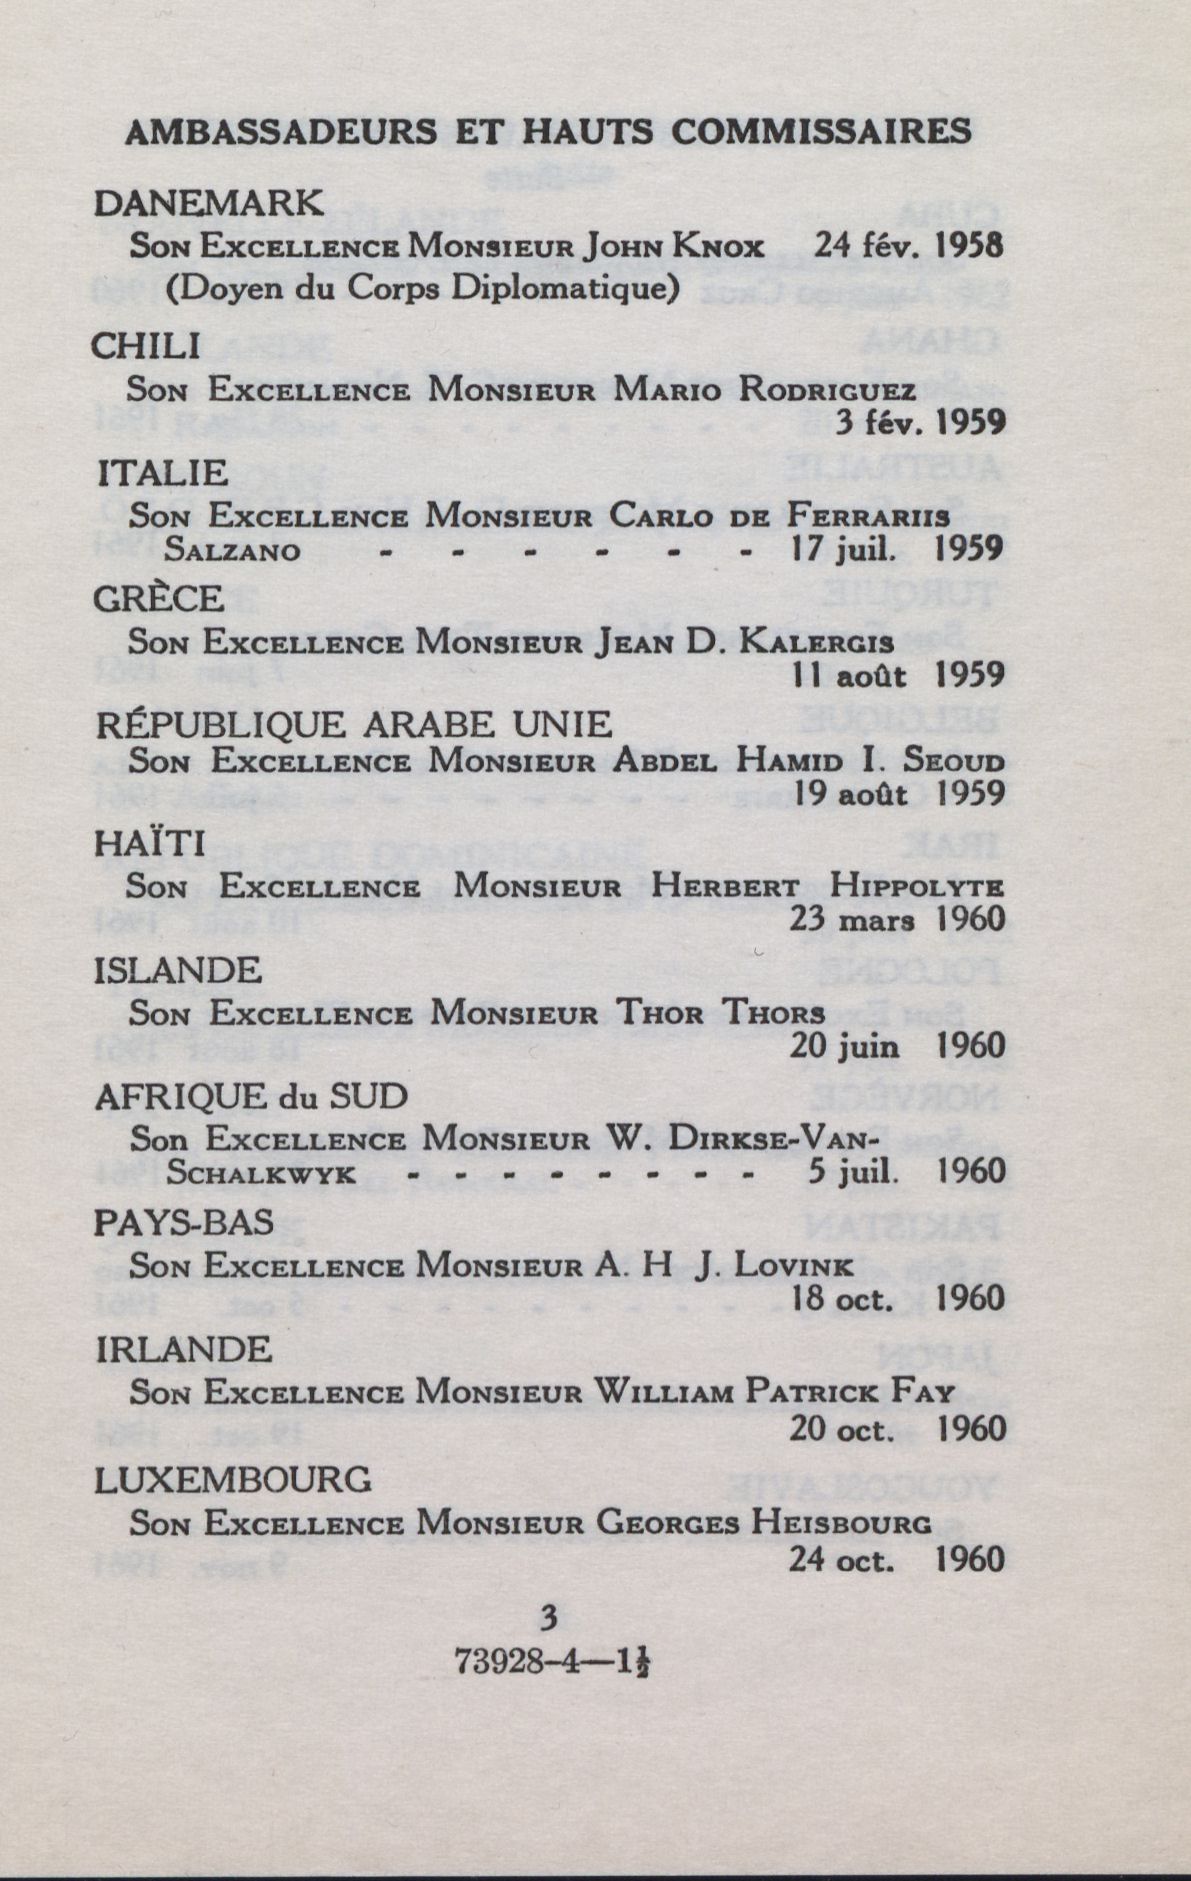 AMBASSADEURS ET HAUTS COMMISSAIRES
DANEMARK
SON EXCELLENCE MONSIEUR JOHN KNOX 24 fév. 1958
(Doyen du Corps Diplomatique)
CHILI
SON EXCELLENCE MONSIEUR MARIO RODRIGUEZ
3 fév. 1959
ITALIE
SON EXCELLENCE MONSIEUR CARLO DE FERRARIIS
SALZANO - - - - - - 17 juil. 1959
GRÈCE
SON EXCELLENCE MONSIEUR JEAN D. KALERGIS
11 août 1959
RÉPUBLIQUE ARABE UNIE
SON EXCELLENCE MONSIEUR ABDEL HAMID I. SEOUD
19 août 1959
HAÏTI
SON EXCELLENCE MONSIEUR HERBERT HIPPOLYTE
23 mars 1960
ISLANDE
SON EXCELLENCE MONSIEUR THOR THORS
20 juin 1960
AFRIQUE du SUD
Son EXCELLENCE MONSIEUR W. DIRKSE-VAN-
SCHALKWYK - - - - - - - - 5 juil. 1960
PAYS-BAS
SON EXCELLENCE MONSIEUR A. H J. LOVINK
18 oct. 1960
IRLANDE
SON EXCELLENCE MONSIEUR WILLIAM PATRICK FAY
20 oct. 1960
LUXEMBOURG
SON EXCELLENCE MONSIEUR GEORGES HEISBOURG
24 oct. 1960
3
73928-4—1½